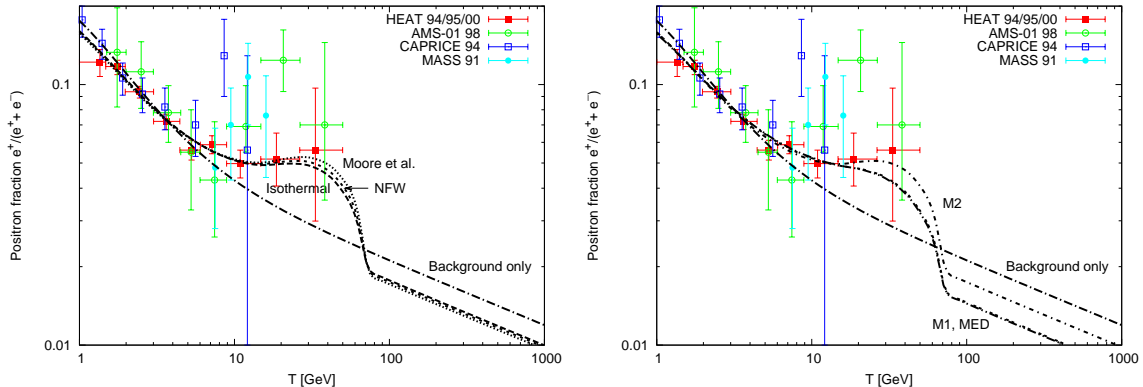 HEAT 94/95/00
AMS-01 98
CAPRICE 94
MASS 91
Positron fraction e⁺/(e⁺ + e⁻)
0.1
0.01
Moore et al.
Isothermal
NFW
Background only
1
10
100
1000
T [GeV]
HEAT 94/95/00
AMS-01 98
CAPRICE 94
MASS 91
Positron fraction e⁺/(e⁺ + e⁻)
0.1
0.01
M2
Background only
M1, MED
1
10
100
1000
T [GeV]